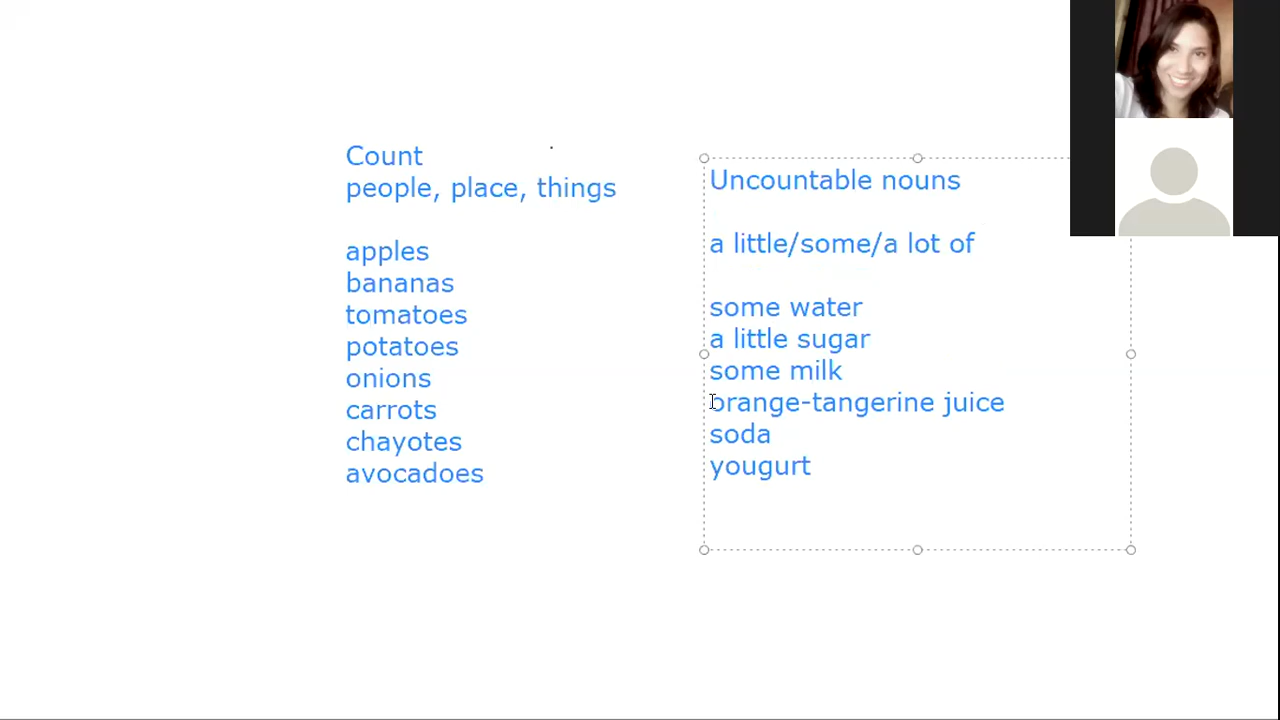 Count
people, place, things
apples
bananas
tomatoes
potatoes
onions
carrots
chayotes
avocadoes
Uncountable nouns
a little/some/a lot of
some water
a little sugar
some milk
orange-tangerine juice
soda
yougurt